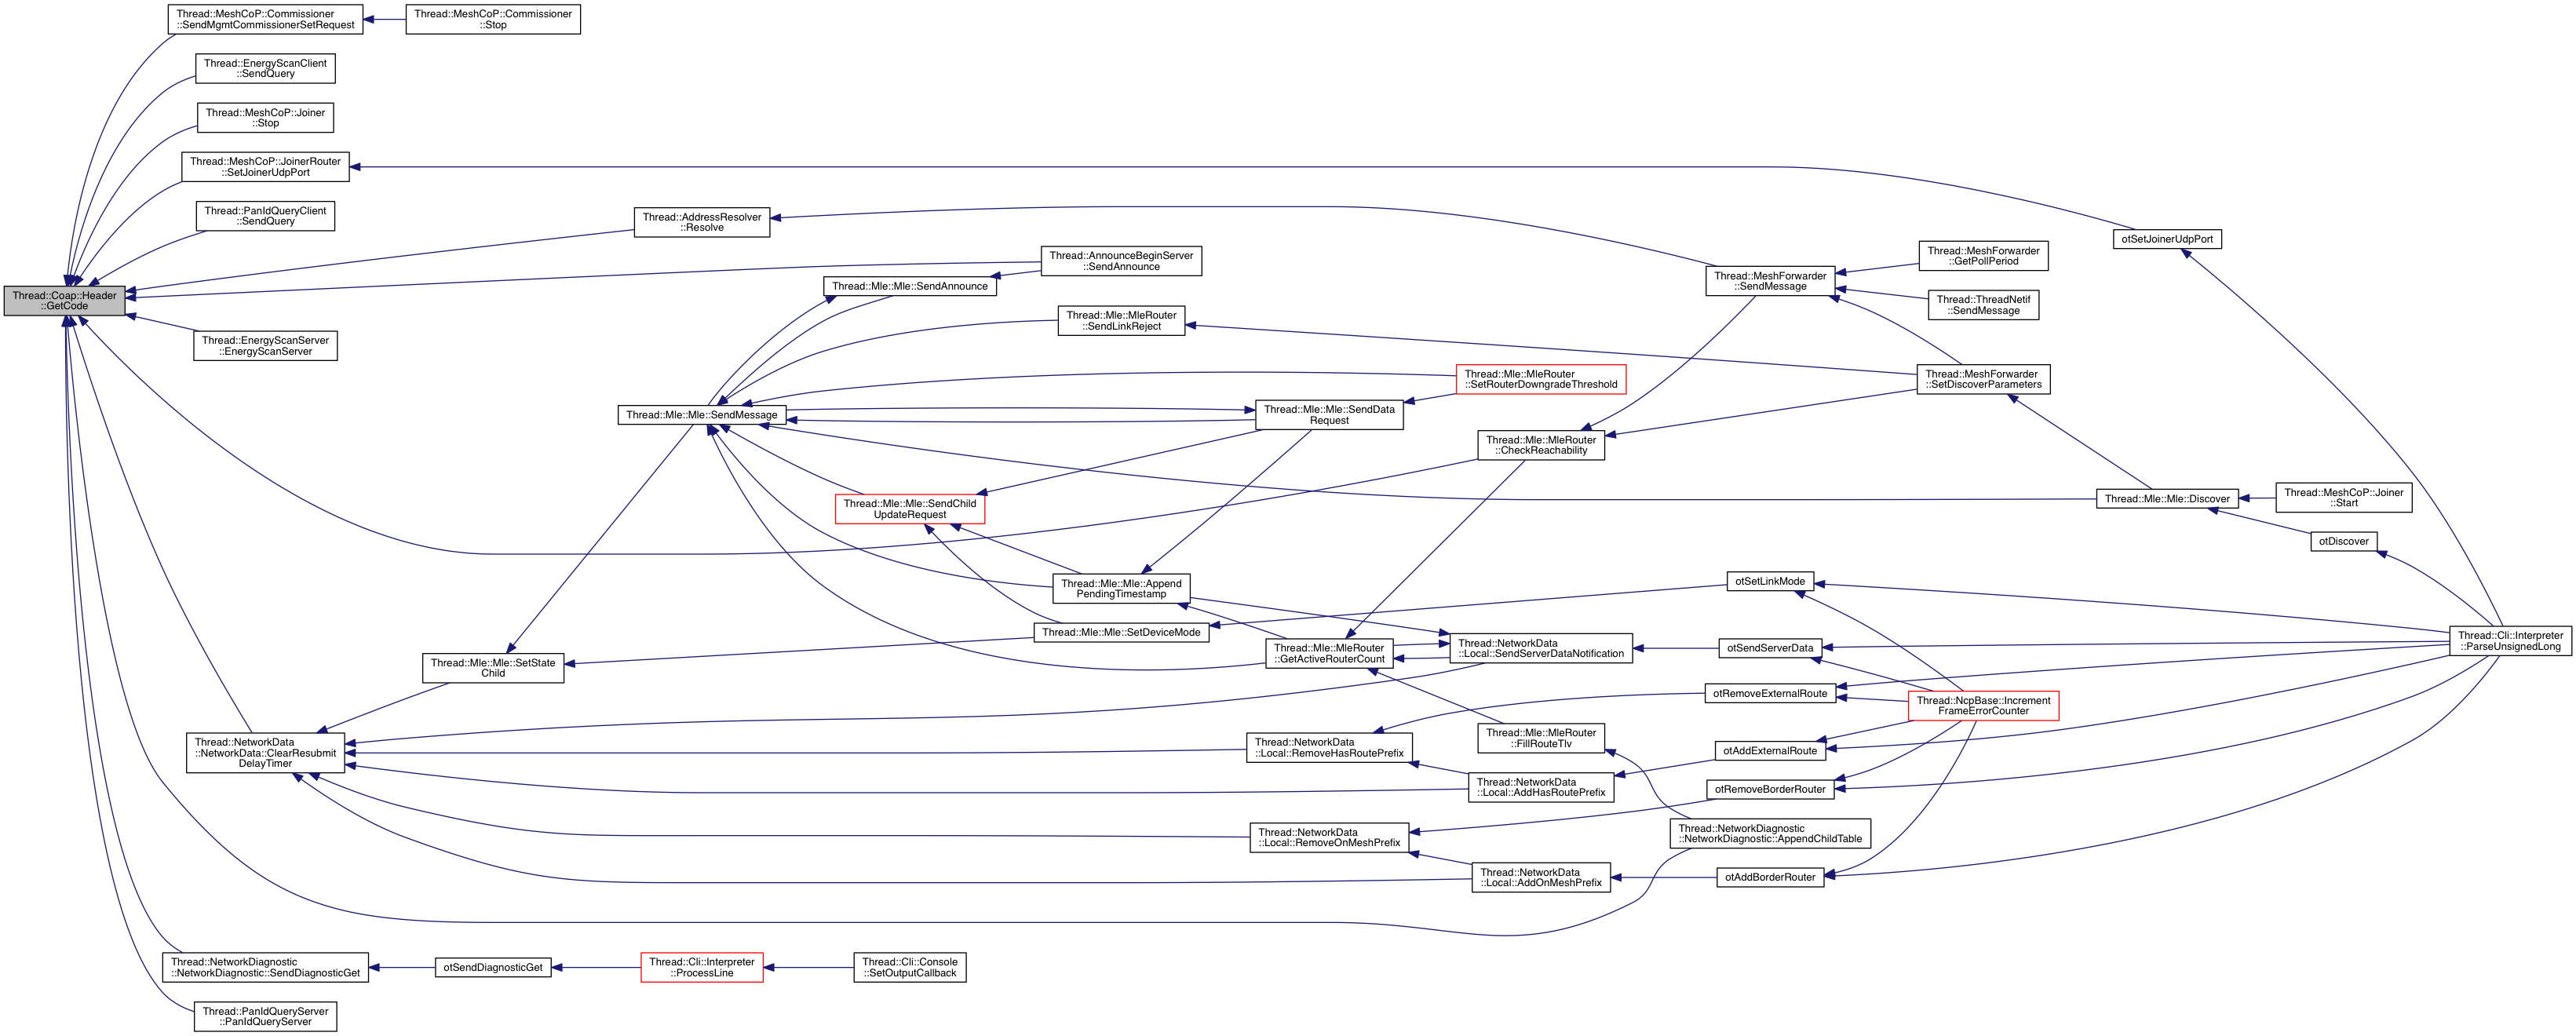 Thread::MeshCoP::Commissioner
::SendMgmtCommissionerSetRequest
Thread::MeshCoP::Commissioner
::Stop
Thread::EnergyScanClient
::SendQuery
Thread::MeshCoP::Joiner
::Stop
Thread::MeshCoP::JoinerRouter
::SetJoinerUdpPort
Thread::PanIdQueryClient
::SendQuery
Thread::AddressResolver
::Resolve
otSetJoinerUdpPort
Thread::AnnounceBeginServer
::SendAnnounce
Thread::MeshForwarder
::GetPollPeriod
Thread::Coap::Header
::GetCode
Thread::Mle::Mle::SendAnnounce
Thread::MeshForwarder
::SendMessage
Thread::ThreadNetif
::SendMessage
Thread::Mle::MleRouter
::SendLinkReject
Thread::EnergyScanServer
::EnergyScanServer
Thread::Mle::MleRouter
::SetRouterDowngradeThreshold
Thread::MeshForwarder
::SetDiscoverParameters
Thread::Mle::Mle::SendMessage
Thread::Mle::Mle::SendData
Request
Thread::Mle::MleRouter
::CheckReachability
Thread::Mle::Mle::SendChild
UpdateRequest
Thread::Mle::Mle::Discover
Thread::MeshCoP::Joiner
::Start
otDiscover
Thread::Mle::Mle::Append
PendingTimestamp
otSetLinkMode
Thread::Mle::Mle::SetDeviceMode
Thread::Mle::MleRouter
::GetActiveRouterCount
Thread::NetworkData
::Local::SendServerDataNotification
otSendServerData
Thread::Cli::Interpreter
::ParseUnsignedLong
Thread::Mle::Mle::SetState
Child
otRemoveExternalRoute
Thread::NcpBase::Increment
FrameErrorCounter
Thread::NetworkData
::NetworkData::ClearResubmit
DelayTimer
Thread::NetworkData
::Local::RemoveHasRoutePrefix
Thread::Mle::MleRouter
::FillRouteTlv
otAddExternalRoute
Thread::NetworkData
::Local::AddHasRoutePrefix
otRemoveBorderRouter
Thread::NetworkData
::Local::RemoveOnMeshPrefix
Thread::NetworkDiagnostic
::NetworkDiagnostic::AppendChildTable
Thread::NetworkData
::Local::AddOnMeshPrefix
otAddBorderRouter
Thread::NetworkDiagnostic
::NetworkDiagnostic::SendDiagnosticGet
otSendDiagnosticGet
Thread::Cli::Interpreter
::ProcessLine
Thread::Cli::Console
::SetOutputCallback
Thread::PanIdQueryServer
::PanIdQueryServer